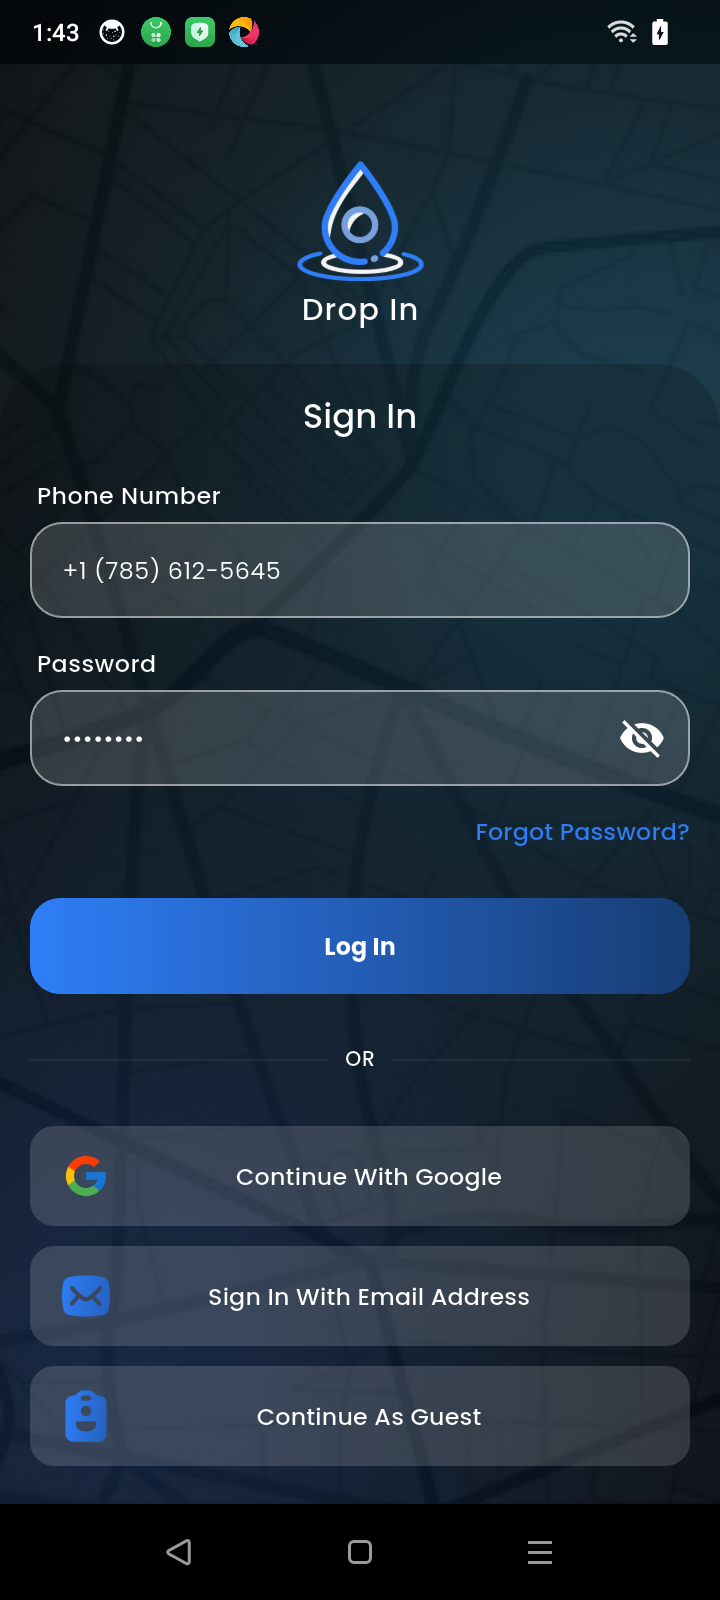 1:43
Drop In
Sign In
Phone Number
+1 (785) 612-5645
Password
••••••••
Forgot Password?
Log In
OR
Continue With Google
Sign In With Email Address
Continue As Guest